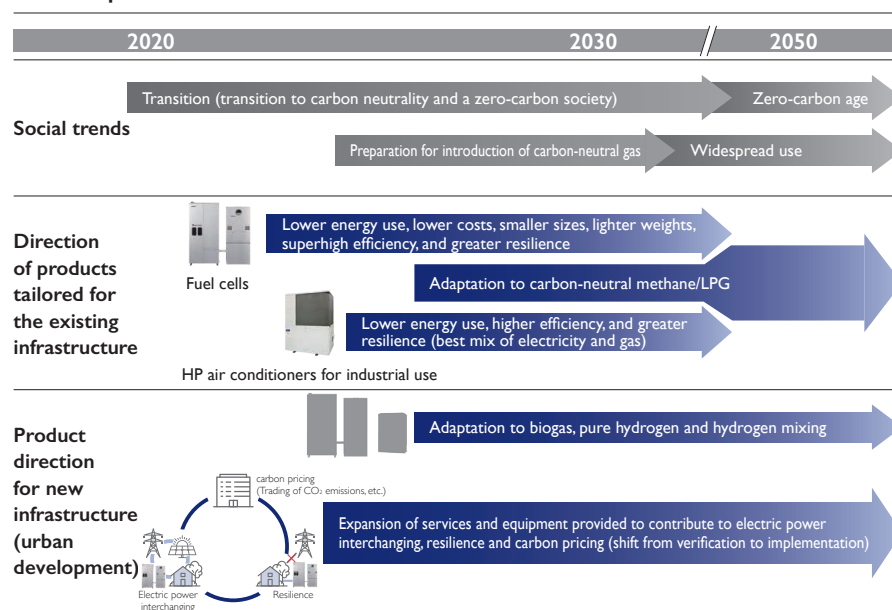 2020 2030 2050
Social trends
Transition (transition to carbon neutrality and a zero-carbon society)
Zero-carbon age
Preparation for introduction of carbon-neutral gas
Widespread use
Direction
of products
tailored for
the existing
infrastructure
Fuel cells
Lower energy use, lower costs, smaller sizes, lighter weights,
superhigh efficiency, and greater resilience
Adaptation to carbon-neutral methane/LPG
Lower energy use, higher efficiency, and greater
resilience (best mix of electricity and gas)
HP air conditioners for industrial use
Product
direction
for new
infrastructure
(urban
development)
Adaptation to biogas, pure hydrogen and hydrogen mixing
carbon pricing
(Trading of CO₂ emissions, etc.)
Expansion of services and equipment provided to contribute to electric power
interchanging, resilience and carbon pricing (shift from verification to implementation)
Electric power
interchanging
Resilience